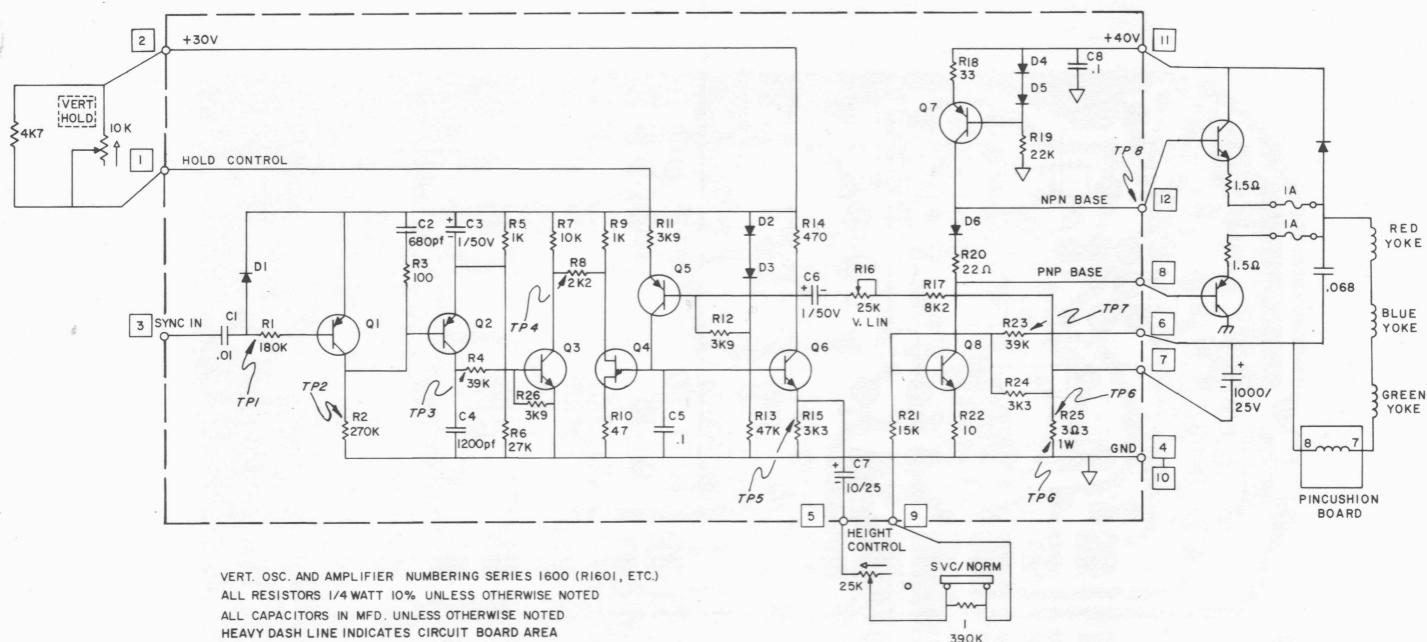 2 +30V
+40V 11
VERT HOLD
4K7
10K
1 HOLD CONTROL
3 SYNC IN
C1 .01
R1 180K
D1
TP1
TP2
Q1
R2 270K
C2 680pf
R3 100
C3 1/50V
+
-
Q2
TP3
R4 39K
C4 1200pf
R5 1K
R26 3K9
R6 27K
R7 10K
R8 2K2
TP4
Q3
R9 1K
Q4
R10 47
R11 3K9
Q5
C5 .1
R12 3K9
D2
D3
R13 47K
R14 470
Q6
R15 3K3
TP5
C6 1/50V
+
-
R16 25K V. LIN
R17 8K2
C7 10/25
+
-
R18 33
D4
D5
C8 .1
Q7
R19 22K
D6
R20 22Ω
NPN BASE
TP8
12
PNP BASE
8
TP7
6
7
R23 39K
Q8
R24 3K3
R21 15K
R22 10
R25 3Ω3 1W
TP6
TPG
GND 4
10
5
9
HEIGHT CONTROL
25K
SVC/NORM
390K
1.5Ω
1A
1A
1.5Ω
.068
+
-
1000/25V
RED YOKE
BLUE YOKE
GREEN YOKE
8 7
PINCUSHION BOARD
VERT. OSC. AND AMPLIFIER NUMBERING SERIES 1600 (R1601, ETC.)
ALL RESISTORS 1/4 WATT 10% UNLESS OTHERWISE NOTED
ALL CAPACITORS IN MFD. UNLESS OTHERWISE NOTED
HEAVY DASH LINE INDICATES CIRCUIT BOARD AREA